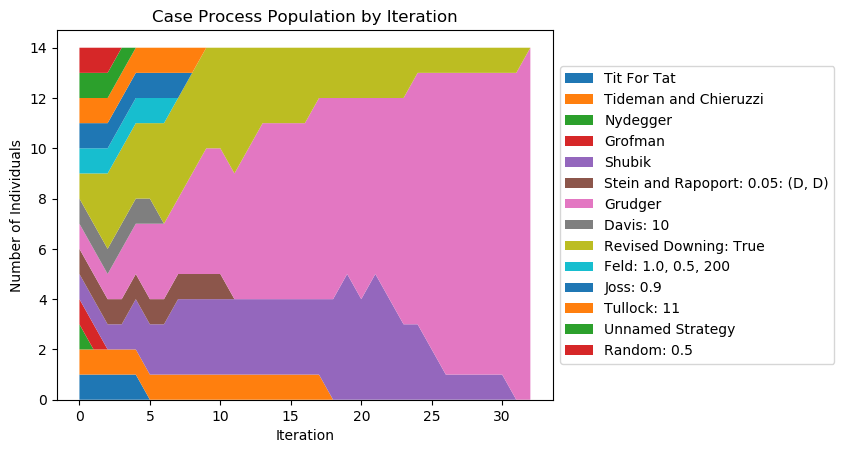 Case Process Population by Iteration
14
12
10
8
6
4
2
0
Number of Individuals
0 5 10 15 20 25 30
Iteration
Tit For Tat
Tideman and Chieruzzi
Nydegger
Grofman
Shubik
Stein and Rapoport: 0.05: (D, D)
Grudger
Davis: 10
Revised Downing: True
Feld: 1.0, 0.5, 200
Joss: 0.9
Tullock: 11
Unnamed Strategy
Random: 0.5